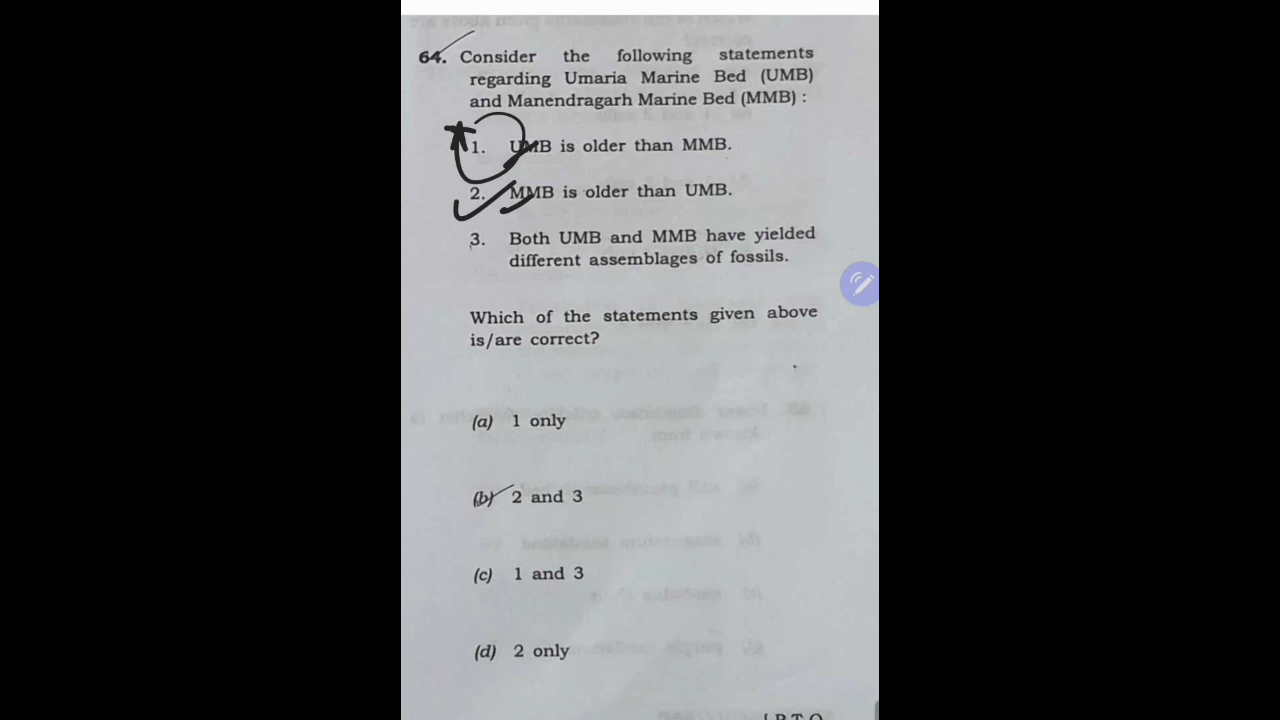 64. Consider the following statements
regarding Umaria Marine Bed (UMB)
and Manendragarh Marine Bed (MMB) :
1. UMB is older than MMB.
2. MMB is older than UMB.
3. Both UMB and MMB have yielded
different assemblages of fossils.
Which of the statements given above
is/are correct?
(a) 1 only
(b) 2 and 3
(c) 1 and 3
(d) 2 only